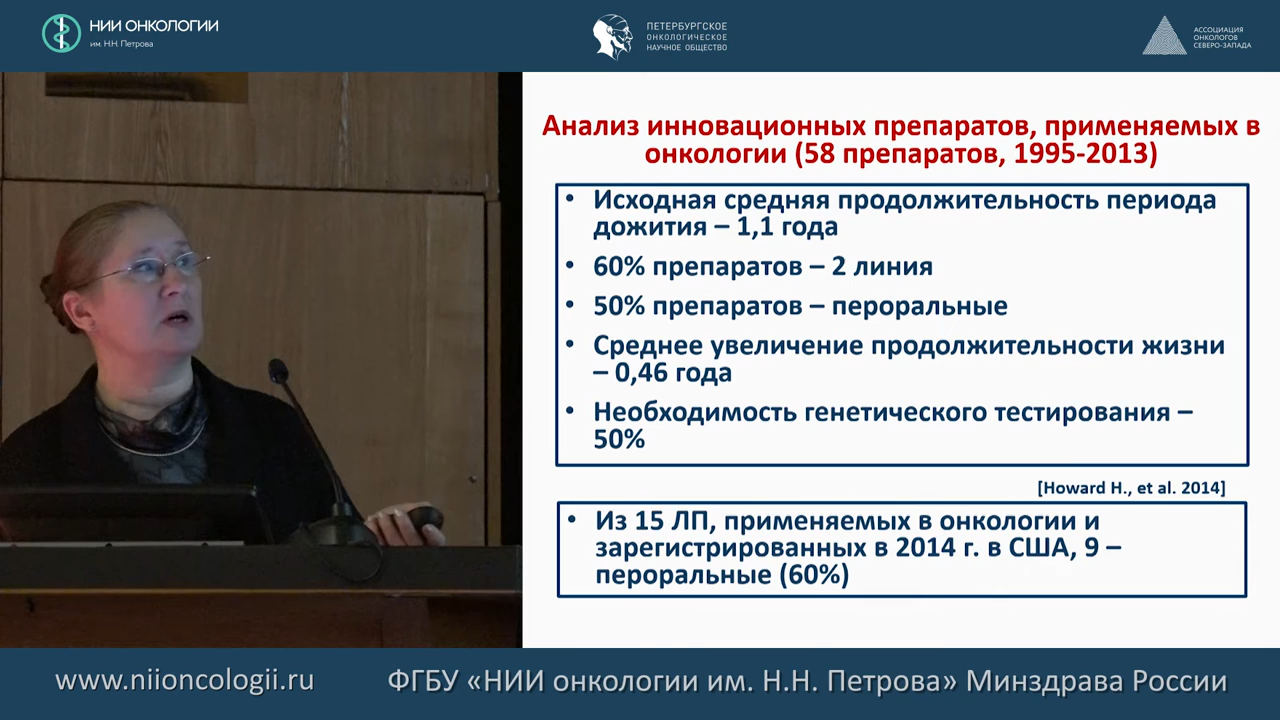 НИИ ОНКОЛОГИИ
им. Н.Н. Петрова
ПЕТЕРБУРГСКОЕ
ОНКОЛОГИЧЕСКОЕ
НАУЧНОЕ ОБЩЕСТВО
АССОЦИАЦИЯ
ОНКОЛОГОВ
СЕВЕРО-ЗАПАДА
Анализ инновационных препаратов, применяемых в
онкологии (58 препаратов, 1995-2013)
• Исходная средняя продолжительность периода
дожития – 1,1 года
• 60% препаратов – 2 линия
• 50% препаратов – пероральные
• Среднее увеличение продолжительности жизни
– 0,46 года
• Необходимость генетического тестирования –
50%
[Howard H., et al. 2014]
• Из 15 ЛП, применяемых в онкологии и
зарегистрированных в 2014 г. в США, 9 –
пероральные (60%)
www.niioncologii.ru
ФГБУ «НИИ онкологии им. Н.Н. Петрова» Минздрава России